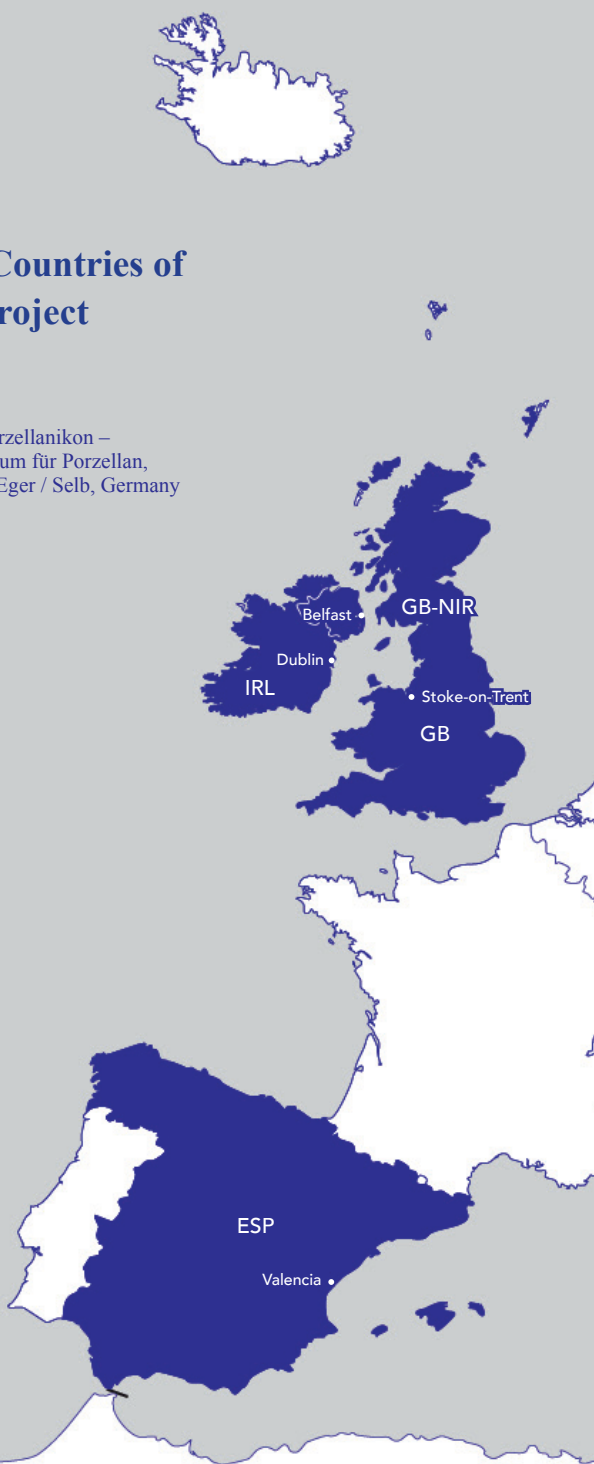 Countries of
roject
rzellanikon –
um für Porzellan,
Eger / Selb, Germany
GB-NIR
Belfast
Dublin
IRL
Stoke-on-Trent
GB
ESP
Valencia